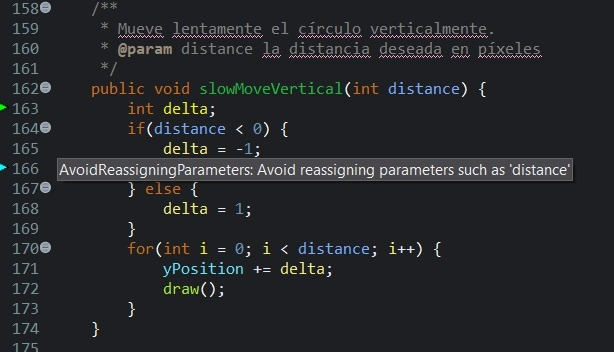 158 /**
159 * Mueve lentamente el círculo verticalmente.
160 * @param distance la distancia deseada en píxeles
161 */
162 public void slowMoveVertical(int distance) {
163 int delta;
164 if(distance < 0) {
165 delta = -1;
166 AvoidReassigningParameters: Avoid reassigning parameters such as 'distance'
167 } else {
168 delta = 1;
169 }
170 for(int i = 0; i < distance; i++) {
171 yPosition += delta;
172 draw();
173 }
174 }
175